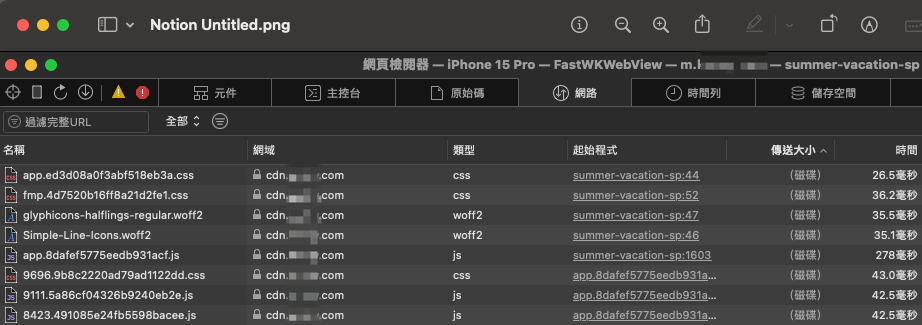 Notion Untitled.png
網頁檢閱器 — iPhone 15 Pro — FastWKWebView — m. — summer-vacation-sp
元件 主控台 原始碼 網路 時間列 儲存空間
過濾完整URL 全部
名稱 網域 類型 起始程式 傳送大小 時間
app.ed3d08a0f3abf518eb3a.css cdn. .com css summer-vacation-sp:44 (磁碟) 26.5毫秒
fmp.4d7520b16ff8a21d2fe1.css cdn. .com css summer-vacation-sp:52 (磁碟) 36.2毫秒
glyphicons-halflings-regular.woff2 cdn. .com woff2 summer-vacation-sp:47 (磁碟) 35.5毫秒
Simple-Line-Icons.woff2 cdn. .com woff2 summer-vacation-sp:46 (磁碟) 35.1毫秒
app.8dafef5775eedb931acf.js cdn. .com js summer-vacation-sp:1603 (磁碟) 278毫秒
9696.9b8c2220ad79ad1122dd.css cdn. .com css app.8dafef5775eedb931a... (磁碟) 43.0毫秒
9111.5a86cf04326b9240eb2e.js cdn. .com js app.8dafef5775eedb931a... (磁碟) 42.5毫秒
8423.491085e24fb5598bacee.js cdn. .com js app.8dafef5775eedb931a... (磁碟) 42.5毫秒